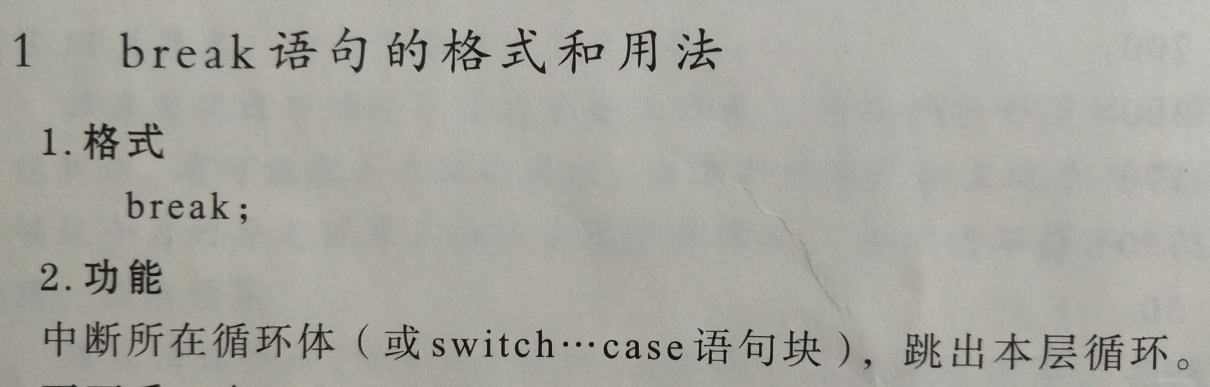 1 break语句的格式和用法
1.格式
break;
2.功能
中断所在循环体（或switch…case语句块），跳出本层循环。